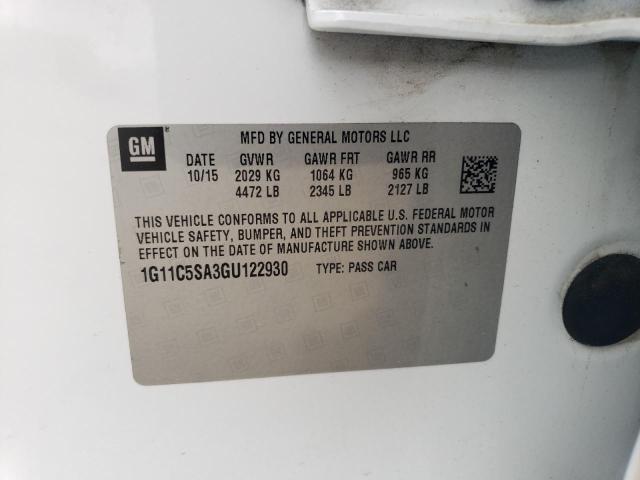 GM
MFD BY GENERAL MOTORS LLC
DATE GVWR GAWR FRT GAWR RR
10/15 2029 KG 1064 KG 965 KG
4472 LB 2345 LB 2127 LB
THIS VEHICLE CONFORMS TO ALL APPLICABLE U.S. FEDERAL MOTOR
VEHICLE SAFETY, BUMPER, AND THEFT PREVENTION STANDARDS IN
EFFECT ON THE DATE OF MANUFACTURE SHOWN ABOVE.
1G11C5SA3GU122930 TYPE: PASS CAR